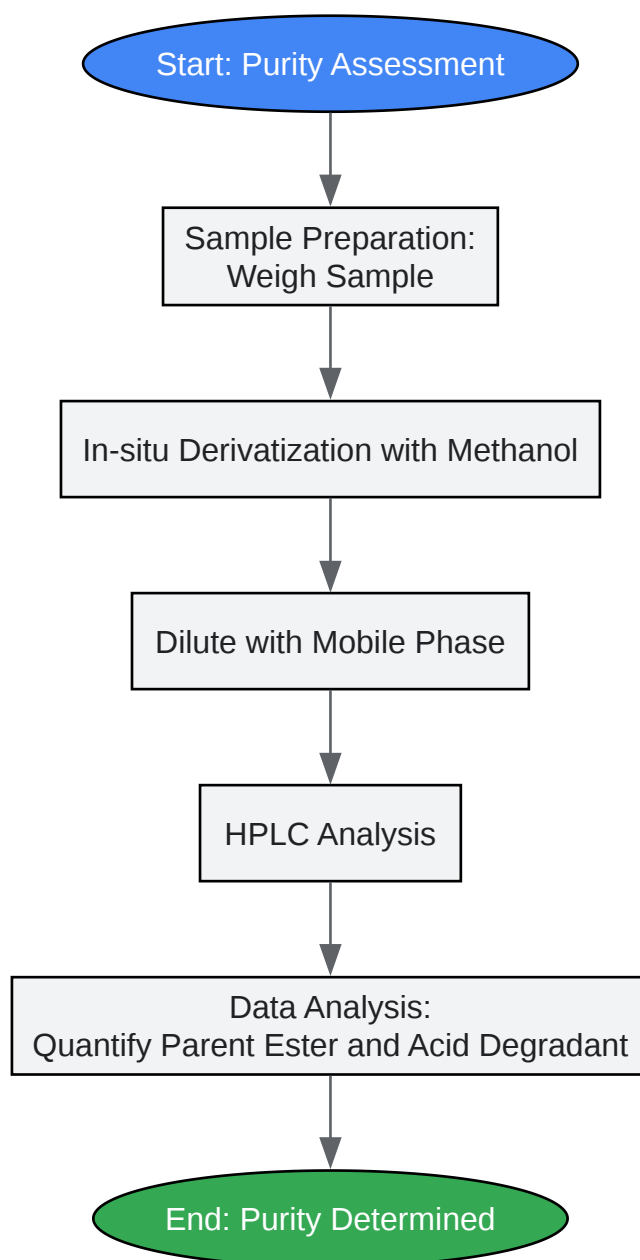 Start: Purity Assessment
Sample Preparation:
Weigh Sample
In-situ Derivatization with Methanol
Dilute with Mobile Phase
HPLC Analysis
Data Analysis:
Quantify Parent Ester and Acid Degradant
End: Purity Determined